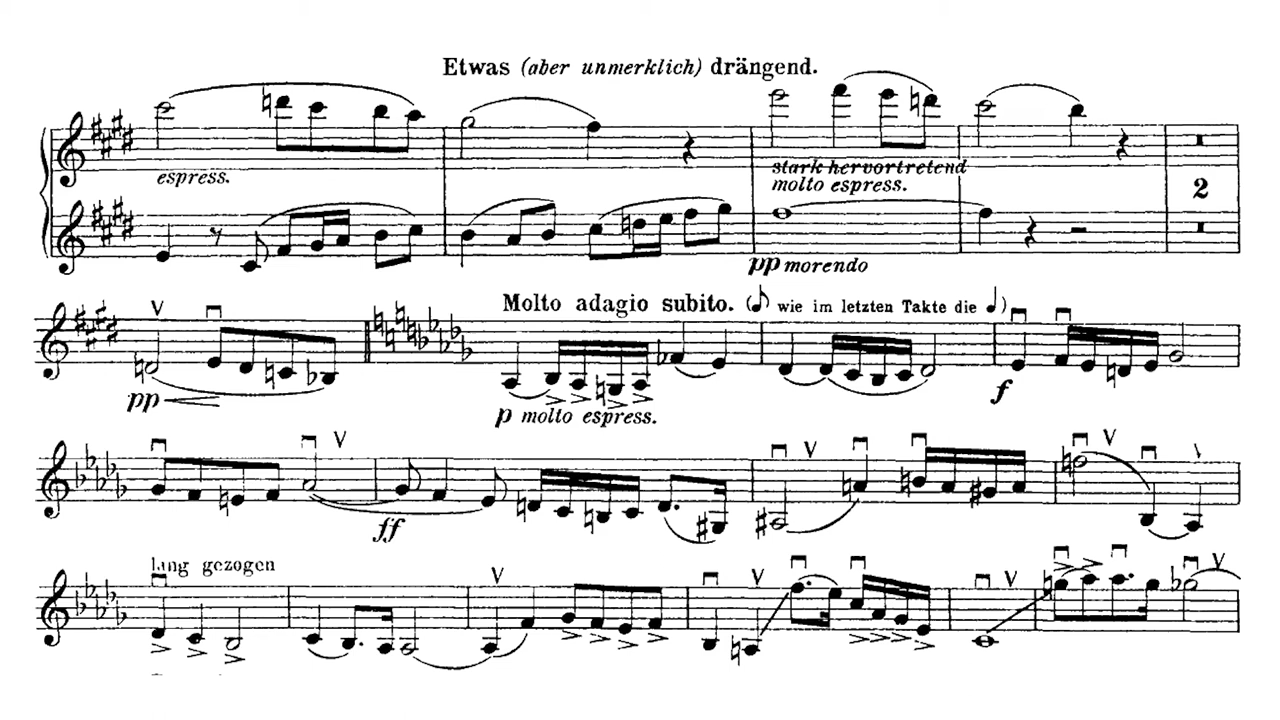 Etwas (aber unmerklich) drängend.
espress.
stark hervortretend
molto espress.
2
pp morendo
Molto adagio subito. (♪ wie im letzten Takte die ♩)
pp
p molto espress.
f
ff
lang gezogen